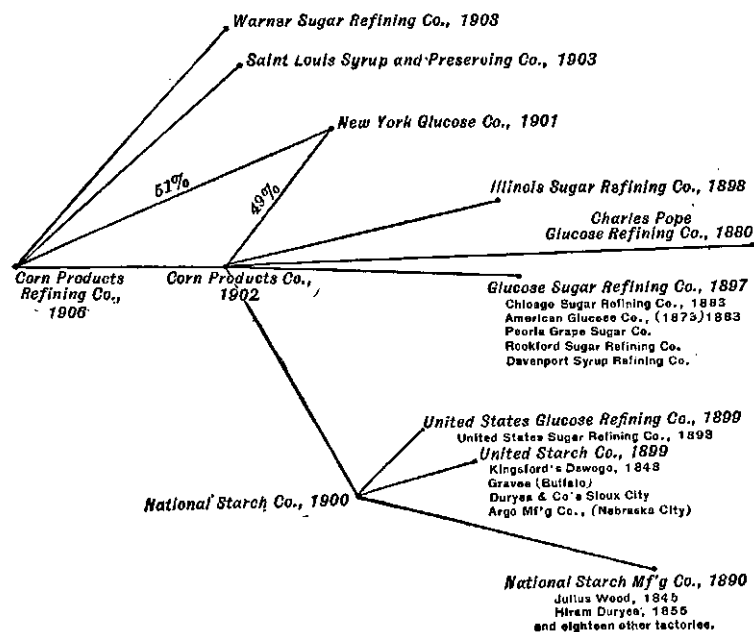 Warner Sugar Refining Co., 1903
Saint Louis Syrup and Preserving Co., 1903
New York Glucose Co., 1901
51%
49%
Illinois Sugar Refining Co., 1898
Charles Pope
Glucose Refining Co., 1880
Corn Products
Refining Co.,
1906
Corn Products Co.,
1902
Glucose Sugar Refining Co., 1897
Chicago Sugar Refining Co., 1883
American Glucose Co., (1873) 1883
Peoria Grape Sugar Co.
Rockford Sugar Refining Co.
Davenport Syrup Refining Co.
United States Glucose Refining Co., 1899
United States Sugar Refining Co., 1893
United Starch Co., 1899
Kingsford's Oswego, 1848
Graves (Buffalo)
Duryea & Co's Sioux City
Argo Mf'g Co., (Nebraska City)
National Starch Co., 1900
National Starch Mf'g Co., 1890
Julius Wood, 1845
Hiram Duryea, 1855
and eighteen other factories.